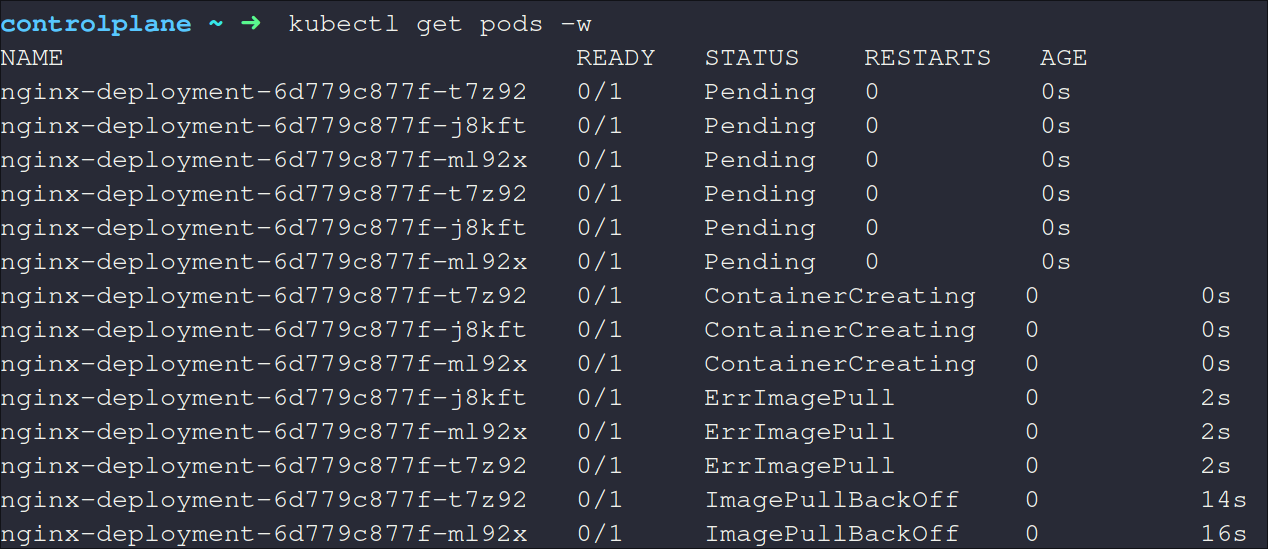 controlplane ~ ➜ kubectl get pods -w
NAME READY STATUS RESTARTS AGE
nginx-deployment-6d779c877f-t7z92 0/1 Pending 0 0s
nginx-deployment-6d779c877f-j8kft 0/1 Pending 0 0s
nginx-deployment-6d779c877f-ml92x 0/1 Pending 0 0s
nginx-deployment-6d779c877f-t7z92 0/1 Pending 0 0s
nginx-deployment-6d779c877f-j8kft 0/1 Pending 0 0s
nginx-deployment-6d779c877f-ml92x 0/1 Pending 0 0s
nginx-deployment-6d779c877f-t7z92 0/1 ContainerCreating 0 0s
nginx-deployment-6d779c877f-j8kft 0/1 ContainerCreating 0 0s
nginx-deployment-6d779c877f-ml92x 0/1 ContainerCreating 0 0s
nginx-deployment-6d779c877f-j8kft 0/1 ErrImagePull 0 2s
nginx-deployment-6d779c877f-ml92x 0/1 ErrImagePull 0 2s
nginx-deployment-6d779c877f-t7z92 0/1 ErrImagePull 0 2s
nginx-deployment-6d779c877f-t7z92 0/1 ImagePullBackOff 0 14s
nginx-deployment-6d779c877f-ml92x 0/1 ImagePullBackOff 0 16s